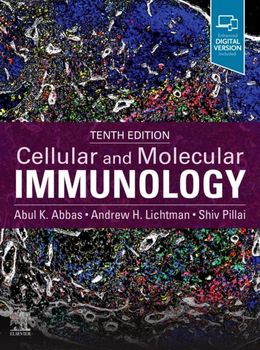 Enhanced
DIGITAL
VERSION
Included
TENTH EDITION
Cellular and Molecular
IMMUNOLOGY
Abul K. Abbas • Andrew H. Lichtman • Shiv Pillai
ELSEVIER